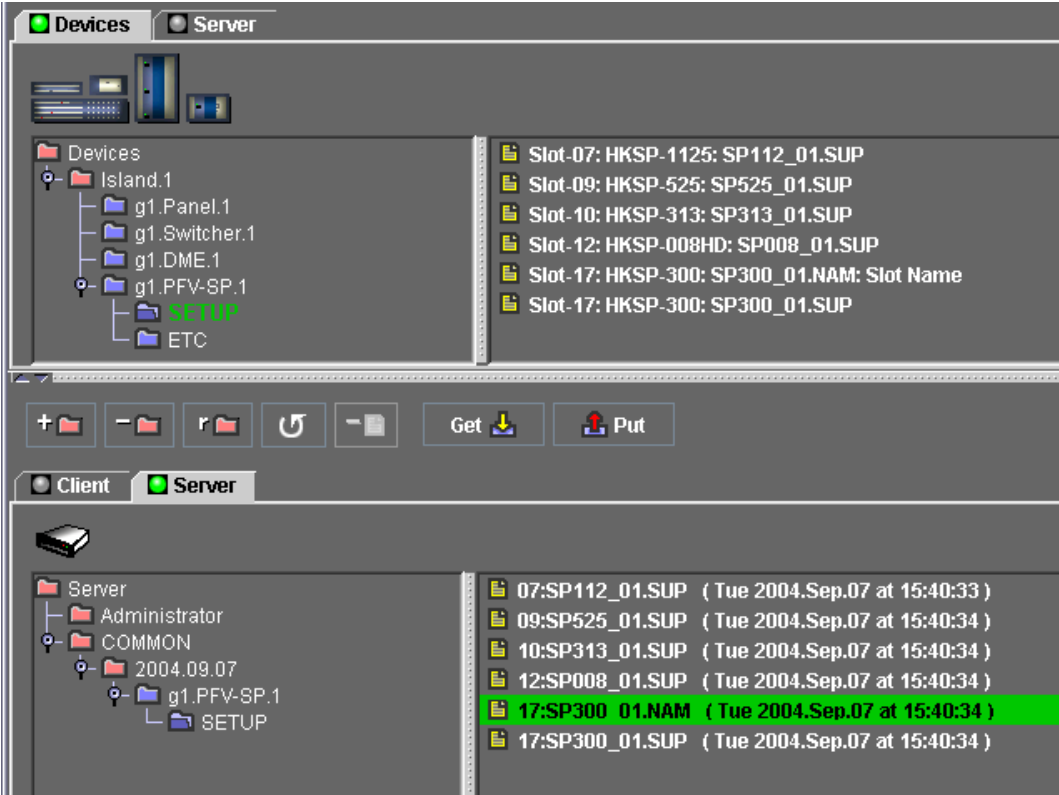 Devices Server
Devices
Island.1
g1.Panel.1
g1.Switcher.1
g1.DME.1
g1.PFV-SP.1
SETUP
ETC
Slot-07: HKSP-1125: SP112_01.SUP
Slot-09: HKSP-525: SP525_01.SUP
Slot-10: HKSP-313: SP313_01.SUP
Slot-12: HKSP-008HD: SP008_01.SUP
Slot-17: HKSP-300: SP300_01.NAM: Slot Name
Slot-17: HKSP-300: SP300_01.SUP
+ - r - Get Put
Client Server
Server
Administrator
COMMON
2004.09.07
g1.PFV-SP.1
SETUP
07:SP112_01.SUP ( Tue 2004.Sep.07 at 15:40:33 )
09:SP525_01.SUP ( Tue 2004.Sep.07 at 15:40:34 )
10:SP313_01.SUP ( Tue 2004.Sep.07 at 15:40:34 )
12:SP008_01.SUP ( Tue 2004.Sep.07 at 15:40:34 )
17:SP300_01.NAM ( Tue 2004.Sep.07 at 15:40:34 )
17:SP300_01.SUP ( Tue 2004.Sep.07 at 15:40:34 )